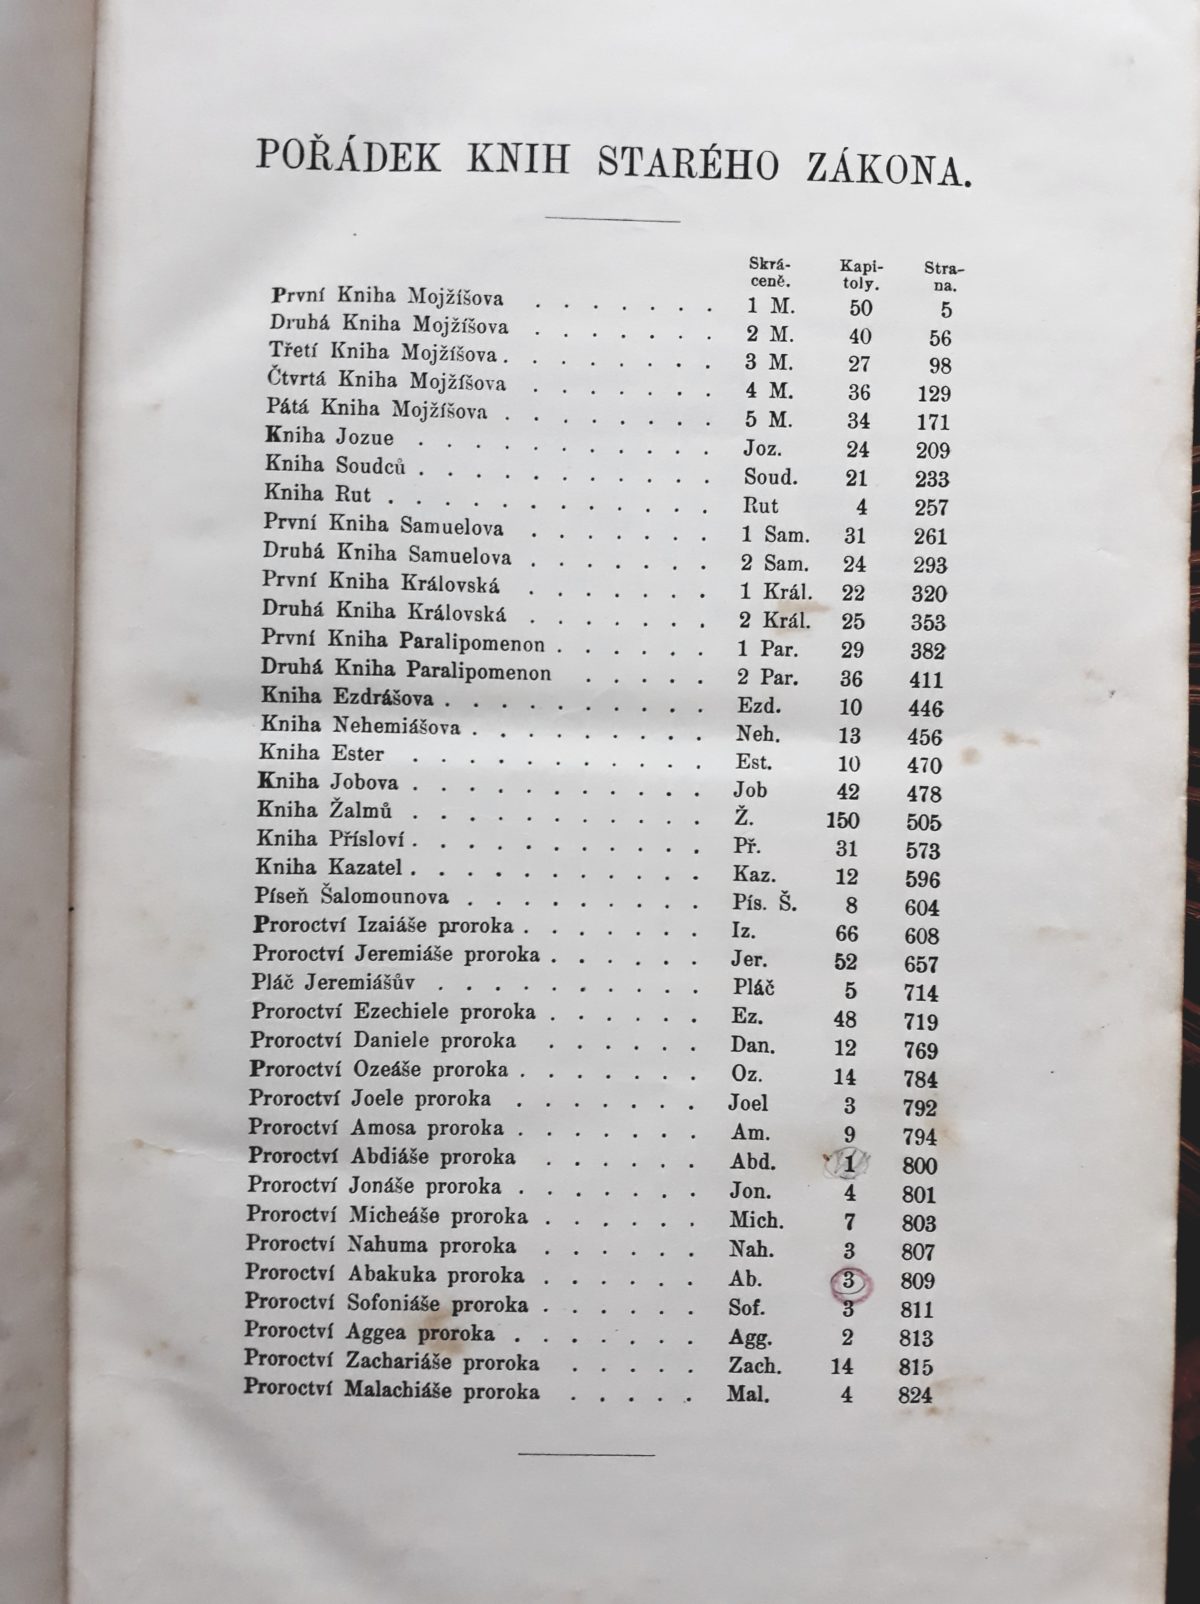 POŘÁDEK KNIH STARÉHO ZÁKONA.
Skrá- Kapi- Stra-
ceně. toly. na.
První Kniha Mojžíšova . . . . . . . 1 M. 50 5
Druhá Kniha Mojžíšova . . . . . . . 2 M. 40 56
Třetí Kniha Mojžíšova . . . . . . . . 3 M. 27 98
Čtvrtá Kniha Mojžíšova . . . . . . . 4 M. 36 129
Pátá Kniha Mojžíšova . . . . . . . . 5 M. 34 171
Kniha Jozue . . . . . . . . . . . Joz. 24 209
Kniha Soudců . . . . . . . . . . . Soud. 21 233
Kniha Rut . . . . . . . . . . . . Rut 4 257
První Kniha Samuelova . . . . . . . 1 Sam. 31 261
Druhá Kniha Samuelova . . . . . . . 2 Sam. 24 293
První Kniha Královská . . . . . . . 1 Král. 22 320
Druhá Kniha Královská . . . . . . . 2 Král. 25 353
První Kniha Paralipomenon . . . . . . 1 Par. 29 382
Druhá Kniha Paralipomenon . . . . . 2 Par. 36 411
Kniha Ezdrášova . . . . . . . . . . Ezd. 10 446
Kniha Nehemiášova . . . . . . . . . Neh. 13 456
Kniha Ester . . . . . . . . . . . Est. 10 470
Kniha Jobova . . . . . . . . . . . Job 42 478
Kniha Žalmů . . . . . . . . . . . Ž. 150 505
Kniha Přísloví . . . . . . . . . . . Př. 31 573
Kniha Kazatel . . . . . . . . . . . Kaz. 12 596
Píseň Šalomounova . . . . . . . . . Pís. Š. 8 604
Proroctví Izaiáše proroka . . . . . . . Iz. 66 608
Proroctví Jeremiáše proroka . . . . . . Jer. 52 657
Pláč Jeremiášův . . . . . . . . . . Pláč 5 714
Proroctví Ezechiele proroka . . . . . . Ez. 48 719
Proroctví Daniele proroka . . . . . . Dan. 12 769
Proroctví Ozeáše proroka . . . . . . . Oz. 14 784
Proroctví Joele proroka . . . . . . . Joel 3 792
Proroctví Amosa proroka . . . . . . . Am. 9 794
Proroctví Abdiáše proroka . . . . . . Abd. 1 800
Proroctví Jonáše proroka . . . . . . . Jon. 4 801
Proroctví Micheáše proroka . . . . . . Mich. 7 803
Proroctví Nahuma proroka . . . . . . Nah. 3 807
Proroctví Abakuka proroka . . . . . . Ab. 3 809
Proroctví Sofoniáše proroka . . . . . . Sof. 3 811
Proroctví Aggea proroka . . . . . . . Agg. 2 813
Proroctví Zachariáše proroka . . . . . Zach. 14 815
Proroctví Malachiáše proroka . . . . . Mal. 4 824